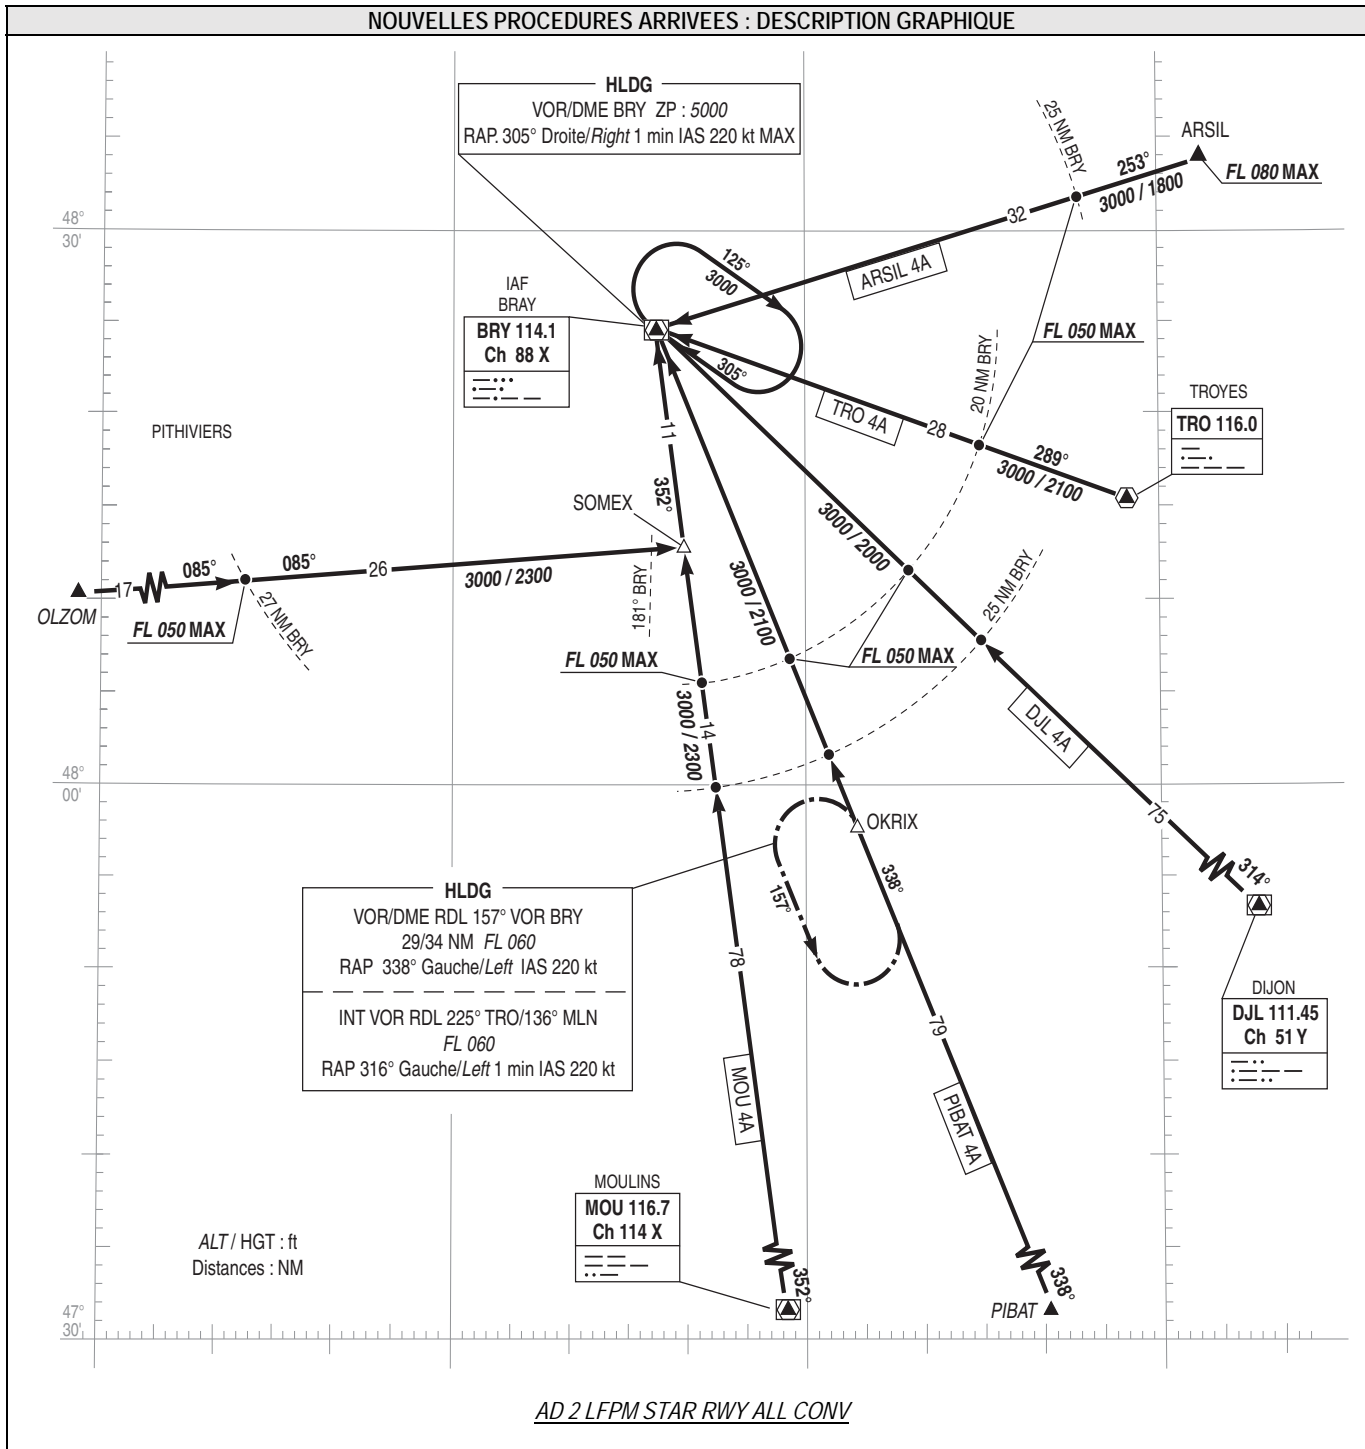 NOUVELLES PROCEDURES ARRIVEES : DESCRIPTION GRAPHIQUE
HLDG
VOR/DME BRY ZP : 5000
RAP. 305° Droite/Right 1 min IAS 220 kt MAX
25 NM BRY
ARSIL
253°
3000 / 1800
FL 080 MAX
32
48°
30'
125°
3000
ARSIL 4A
IAF
BRAY
BRY 114.1
Ch 88 X
FL 050 MAX
305°
20 NM BRY
TROYES
TRO 116.0
TRO 4A
28
289°
3000 / 2100
PITHIVIERS
11
352°
SOMEX
3000 / 2000
085°
085°
26
3000 / 2300
17
OLZOM
27 NM BRY
FL 050 MAX
181° BRY
3000 / 2100
25 NM BRY
FL 050 MAX
FL 050 MAX
14
3000 / 2300
DJL 4A
48°
00'
OKRIX
75
314°
338°
157°
HLDG
VOR/DME RDL 157° VOR BRY
29/34 NM FL 060
RAP 338° Gauche/Left IAS 220 kt
INT VOR RDL 225° TRO/136° MLN
FL 060
RAP 316° Gauche/Left 1 min IAS 220 kt
78
79
DIJON
DJL 111.45
Ch 51 Y
MOU 4A
PIBAT 4A
MOULINS
MOU 116.7
Ch 114 X
ALT / HGT : ft
Distances : NM
352°
338°
PIBAT
47°
30'
AD 2 LFPM STAR RWY ALL CONV